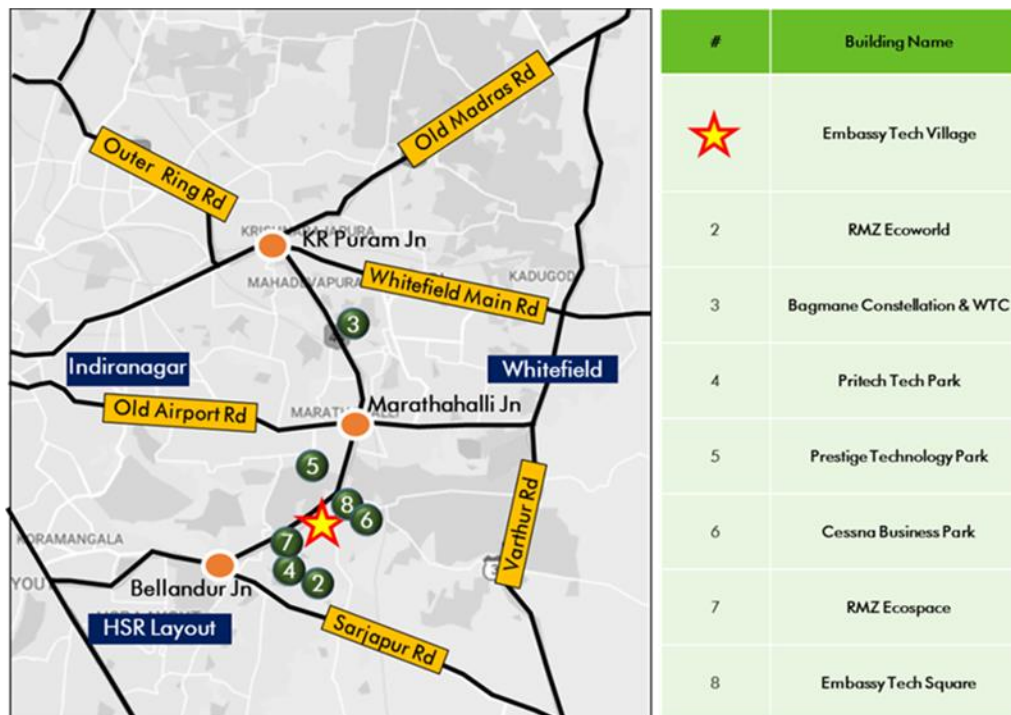 Old Madras Rd
Outer Ring Rd
KR Puram Jn
MAHADEVAPURA
KADUGOD
Whitefield Main Rd
3
Indiranagar
Whitefield
Old Airport Rd
Marathahalli Jn
5
8
6
7
4
2
KORAMANGALA
YOU
Bellandur Jn
Varthur Rd
3
HSR Layout
Sarjapur Rd
# Building Name
Embassy Tech Village
2 RMZ Ecoworld
3 Bagmane Constellation & WTC
4 Pritech Tech Park
5 Prestige Technology Park
6 Cessna Business Park
7 RMZ Ecospace
8 Embassy Tech Square